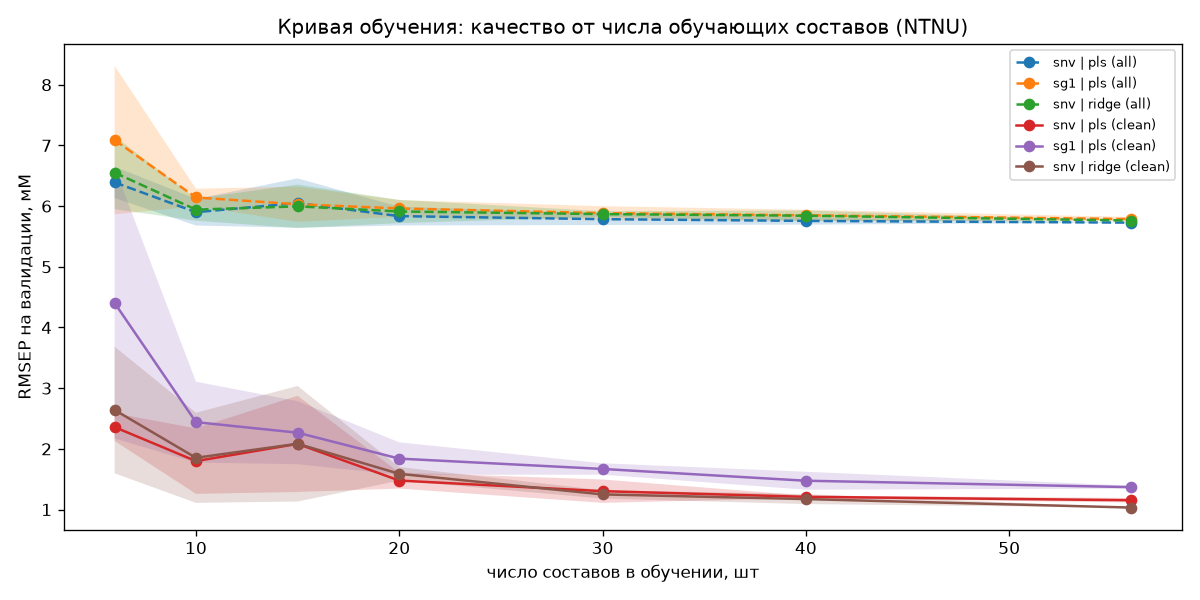 Кривая обучения: качество от числа обучающих составов (NTNU)
snv | pls (all)
sg1 | pls (all)
snv | ridge (all)
snv | pls (clean)
sg1 | pls (clean)
snv | ridge (clean)
RMSEP на валидации, мМ
8
7
6
5
4
3
2
1
10
20
30
40
50
число составов в обучении, шт